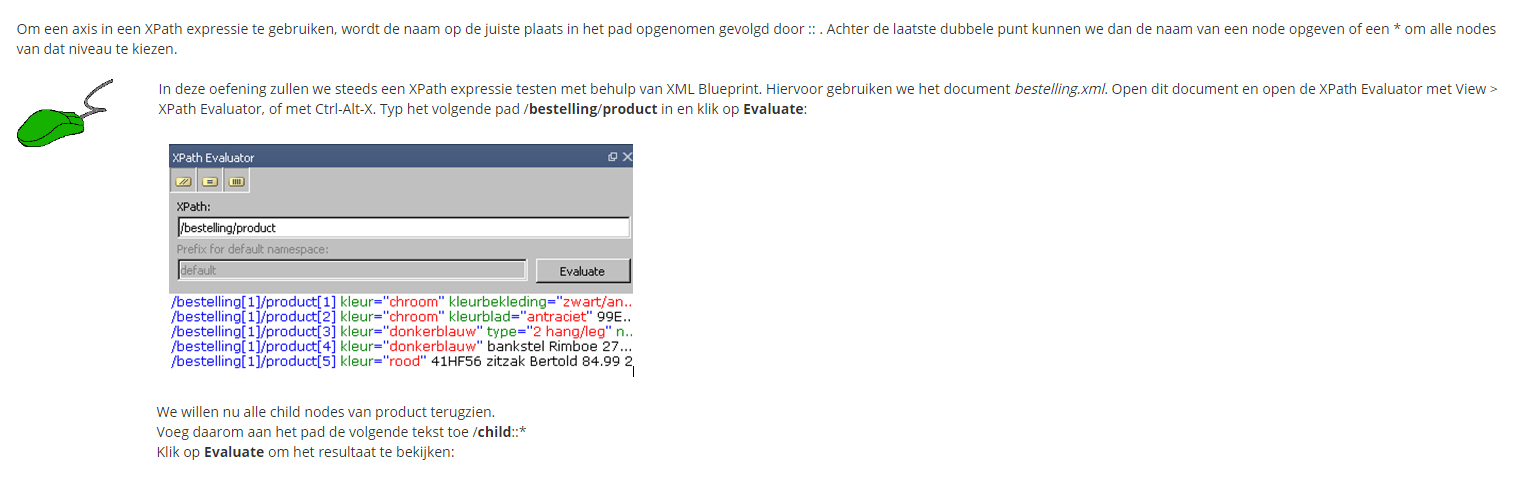 Om een axis in een XPath expressie te gebruiken, wordt de naam op de juiste plaats in het pad opgenomen gevolgd door :: . Achter de laatste dubbele punt kunnen we dan de naam van een node opgeven of een * om alle nodes
van dat niveau te kiezen.
In deze oefening zullen we steeds een XPath expressie testen met behulp van XML Blueprint. Hiervoor gebruiken we het document bestelling.xml. Open dit document en open de XPath Evaluator met View >
XPath Evaluator, of met Ctrl-Alt-X. Typ het volgende pad /bestelling/product in en klik op Evaluate:
XPath Evaluator
XPath:
/bestelling/product
Prefix for default namespace:
default
Evaluate
/bestelling[1]/product[1] kleur="chroom" kleurbekleding="zwart/an..
/bestelling[1]/product[2] kleur="chroom" kleurblad="antraciet" 99E..
/bestelling[1]/product[3] kleur="donkerblauw" type="2 hang/leg" n..
/bestelling[1]/product[4] kleur="donkerblauw" bankstel Rimboe 27...
/bestelling[1]/product[5] kleur="rood" 41HF56 zitzak Bertold 84.99 2
We willen nu alle child nodes van product terugzien.
Voeg daarom aan het pad de volgende tekst toe /child::*
Klik op Evaluate om het resultaat te bekijken: